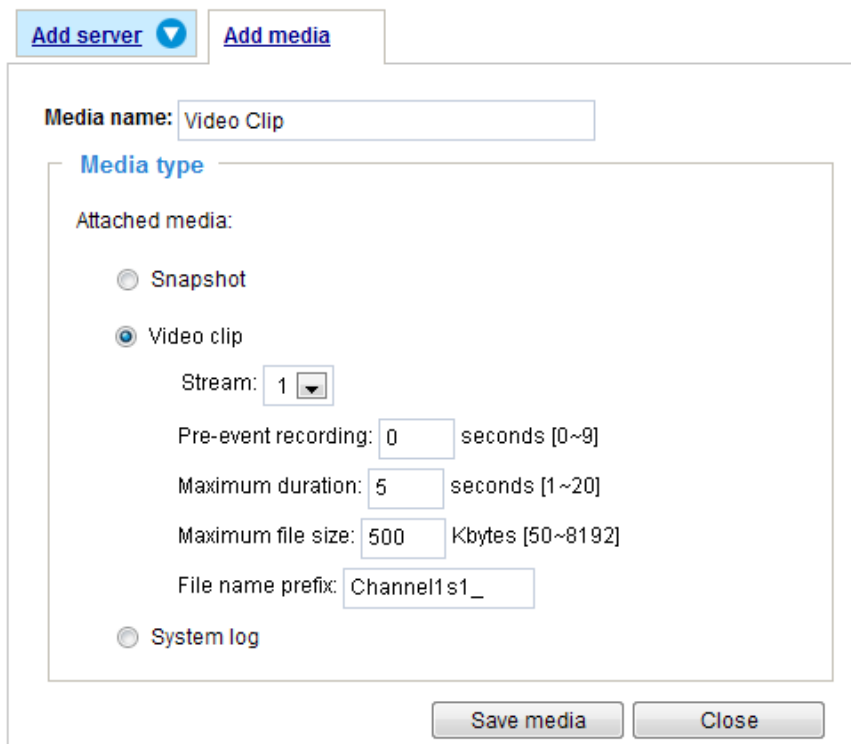 Add server Add media
Media name: Video Clip
Media type
Attached media:
Snapshot
Video clip
Stream: 1
Pre-event recording: 0 seconds [0~9]
Maximum duration: 5 seconds [1~20]
Maximum file size: 500 Kbytes [50~8192]
File name prefix: Channel1s1_
System log
Save media Close